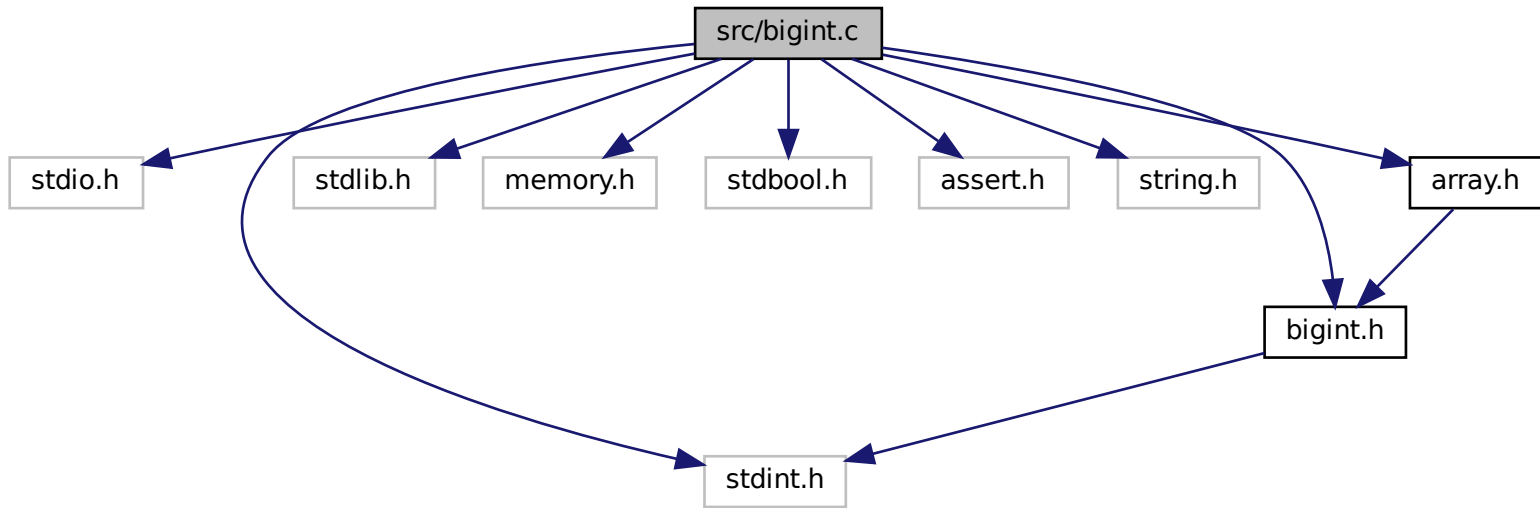 src/bigint.c
stdio.h
stdlib.h
memory.h
stdbool.h
assert.h
string.h
array.h
bigint.h
stdint.h